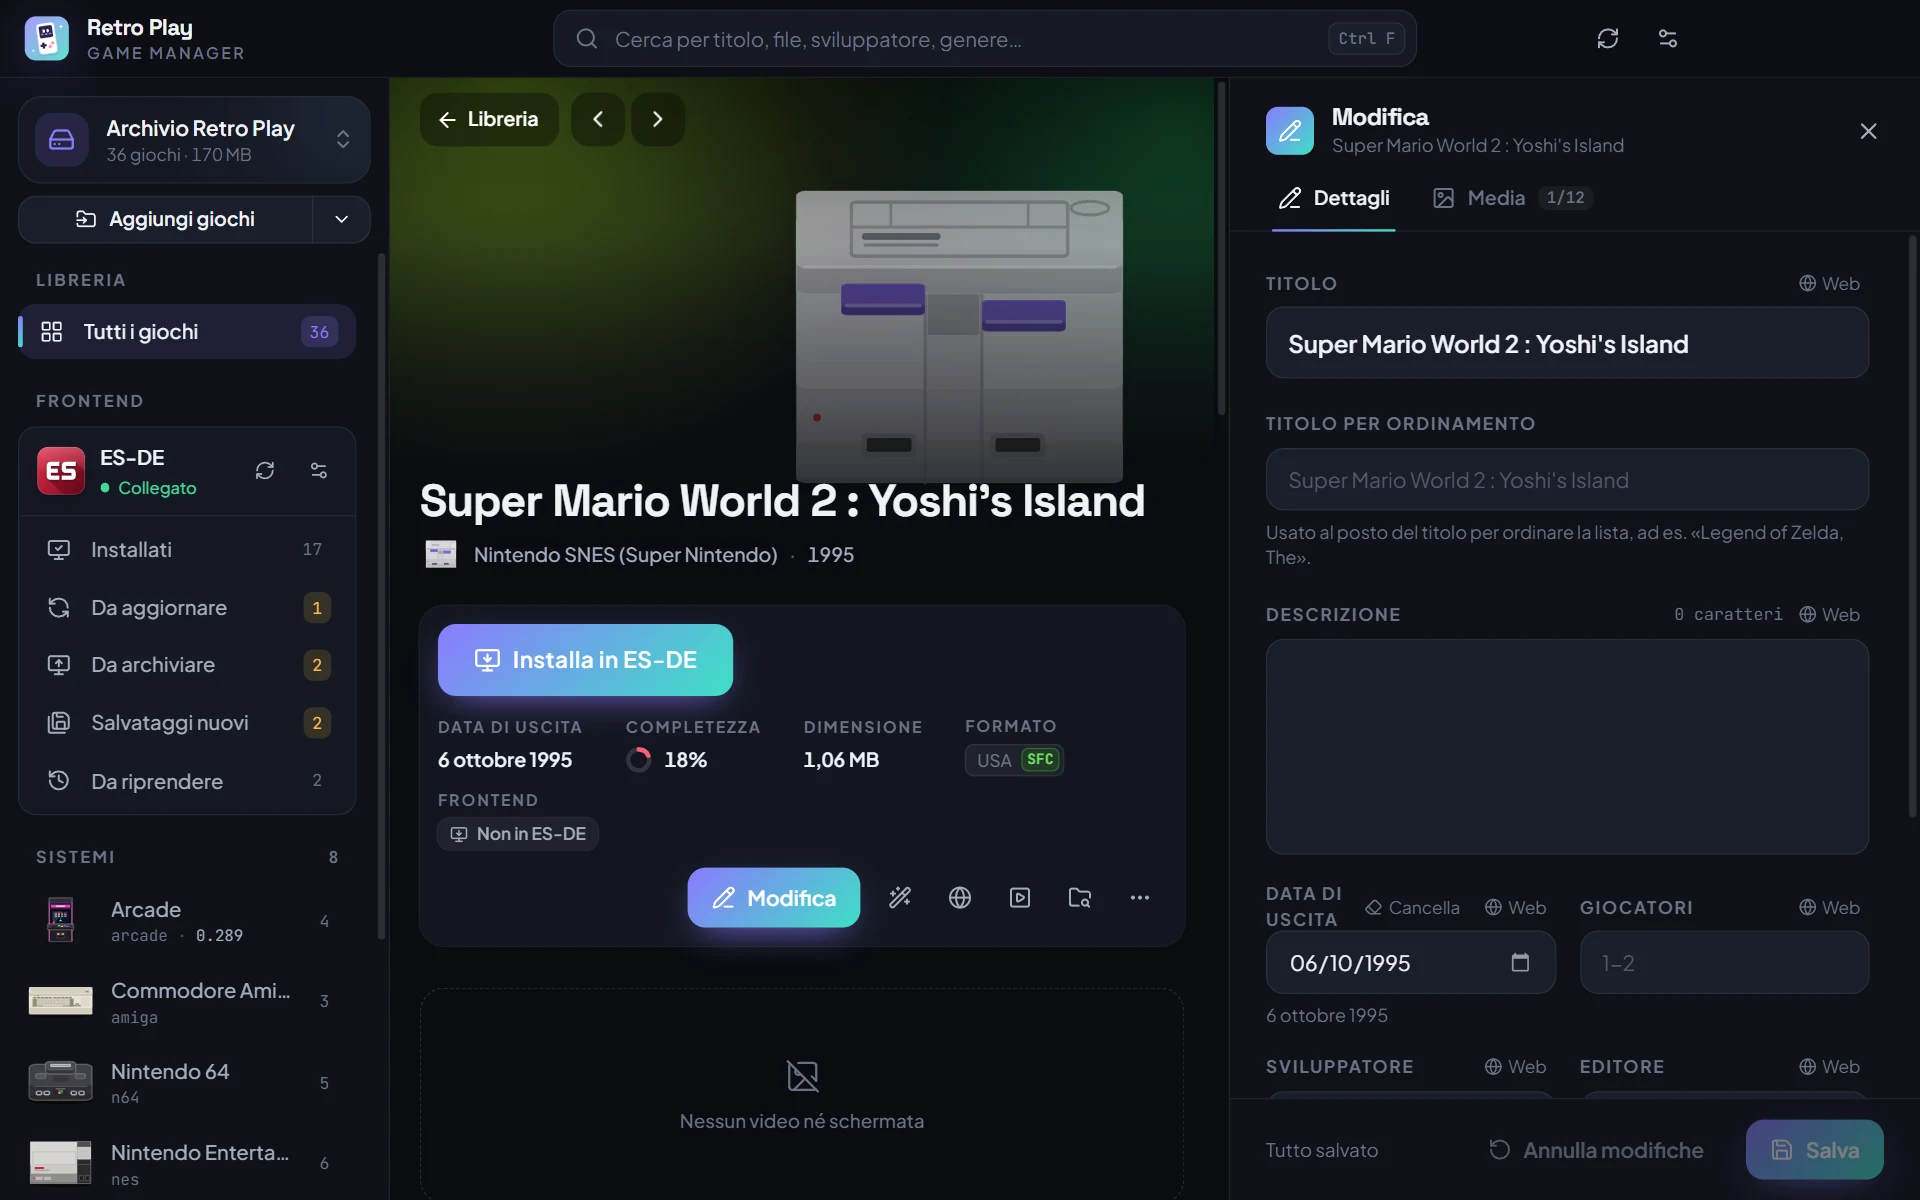 Retro Play
GAME MANAGER
Cerca per titolo, file, sviluppatore, genere...
Ctrl F
Archivio Retro Play
36 giochi · 170 MB
Aggiungi giochi
LIBRERIA
Tutti i giochi
36
FRONTEND
ES
ES-DE
Collegato
Installati
17
Da aggiornare
1
Da archiviare
2
Salvataggi nuovi
2
Da riprendere
2
SISTEMI
8
Arcade
arcade · 0.289
4
Commodore Ami...
amiga
3
Nintendo 64
n64
5
Nintendo Enterta...
nes
6
Libreria
Super Mario World 2 : Yoshi's Island
Nintendo SNES (Super Nintendo) · 1995
Installa in ES-DE
DATA DI USCITA
6 ottobre 1995
COMPLETEZZA
18%
DIMENSIONE
1,06 MB
FORMATO
USA SFC
FRONTEND
Non in ES-DE
Modifica
Nessun video né schermata
Modifica
Super Mario World 2 : Yoshi's Island
Dettagli
Media 1/12
TITOLO
Web
Super Mario World 2 : Yoshi's Island
TITOLO PER ORDINAMENTO
Super Mario World 2 : Yoshi's Island
Usato al posto del titolo per ordinare la lista, ad es. «Legend of Zelda,
The».
DESCRIZIONE
0 caratteri
Web
DATA DI
USCITA
Cancella
Web
06/10/1995
6 ottobre 1995
GIOCATORI
Web
1–2
SVILUPPATORE
Web
EDITORE
Web
Tutto salvato
Annulla modifiche
Salva